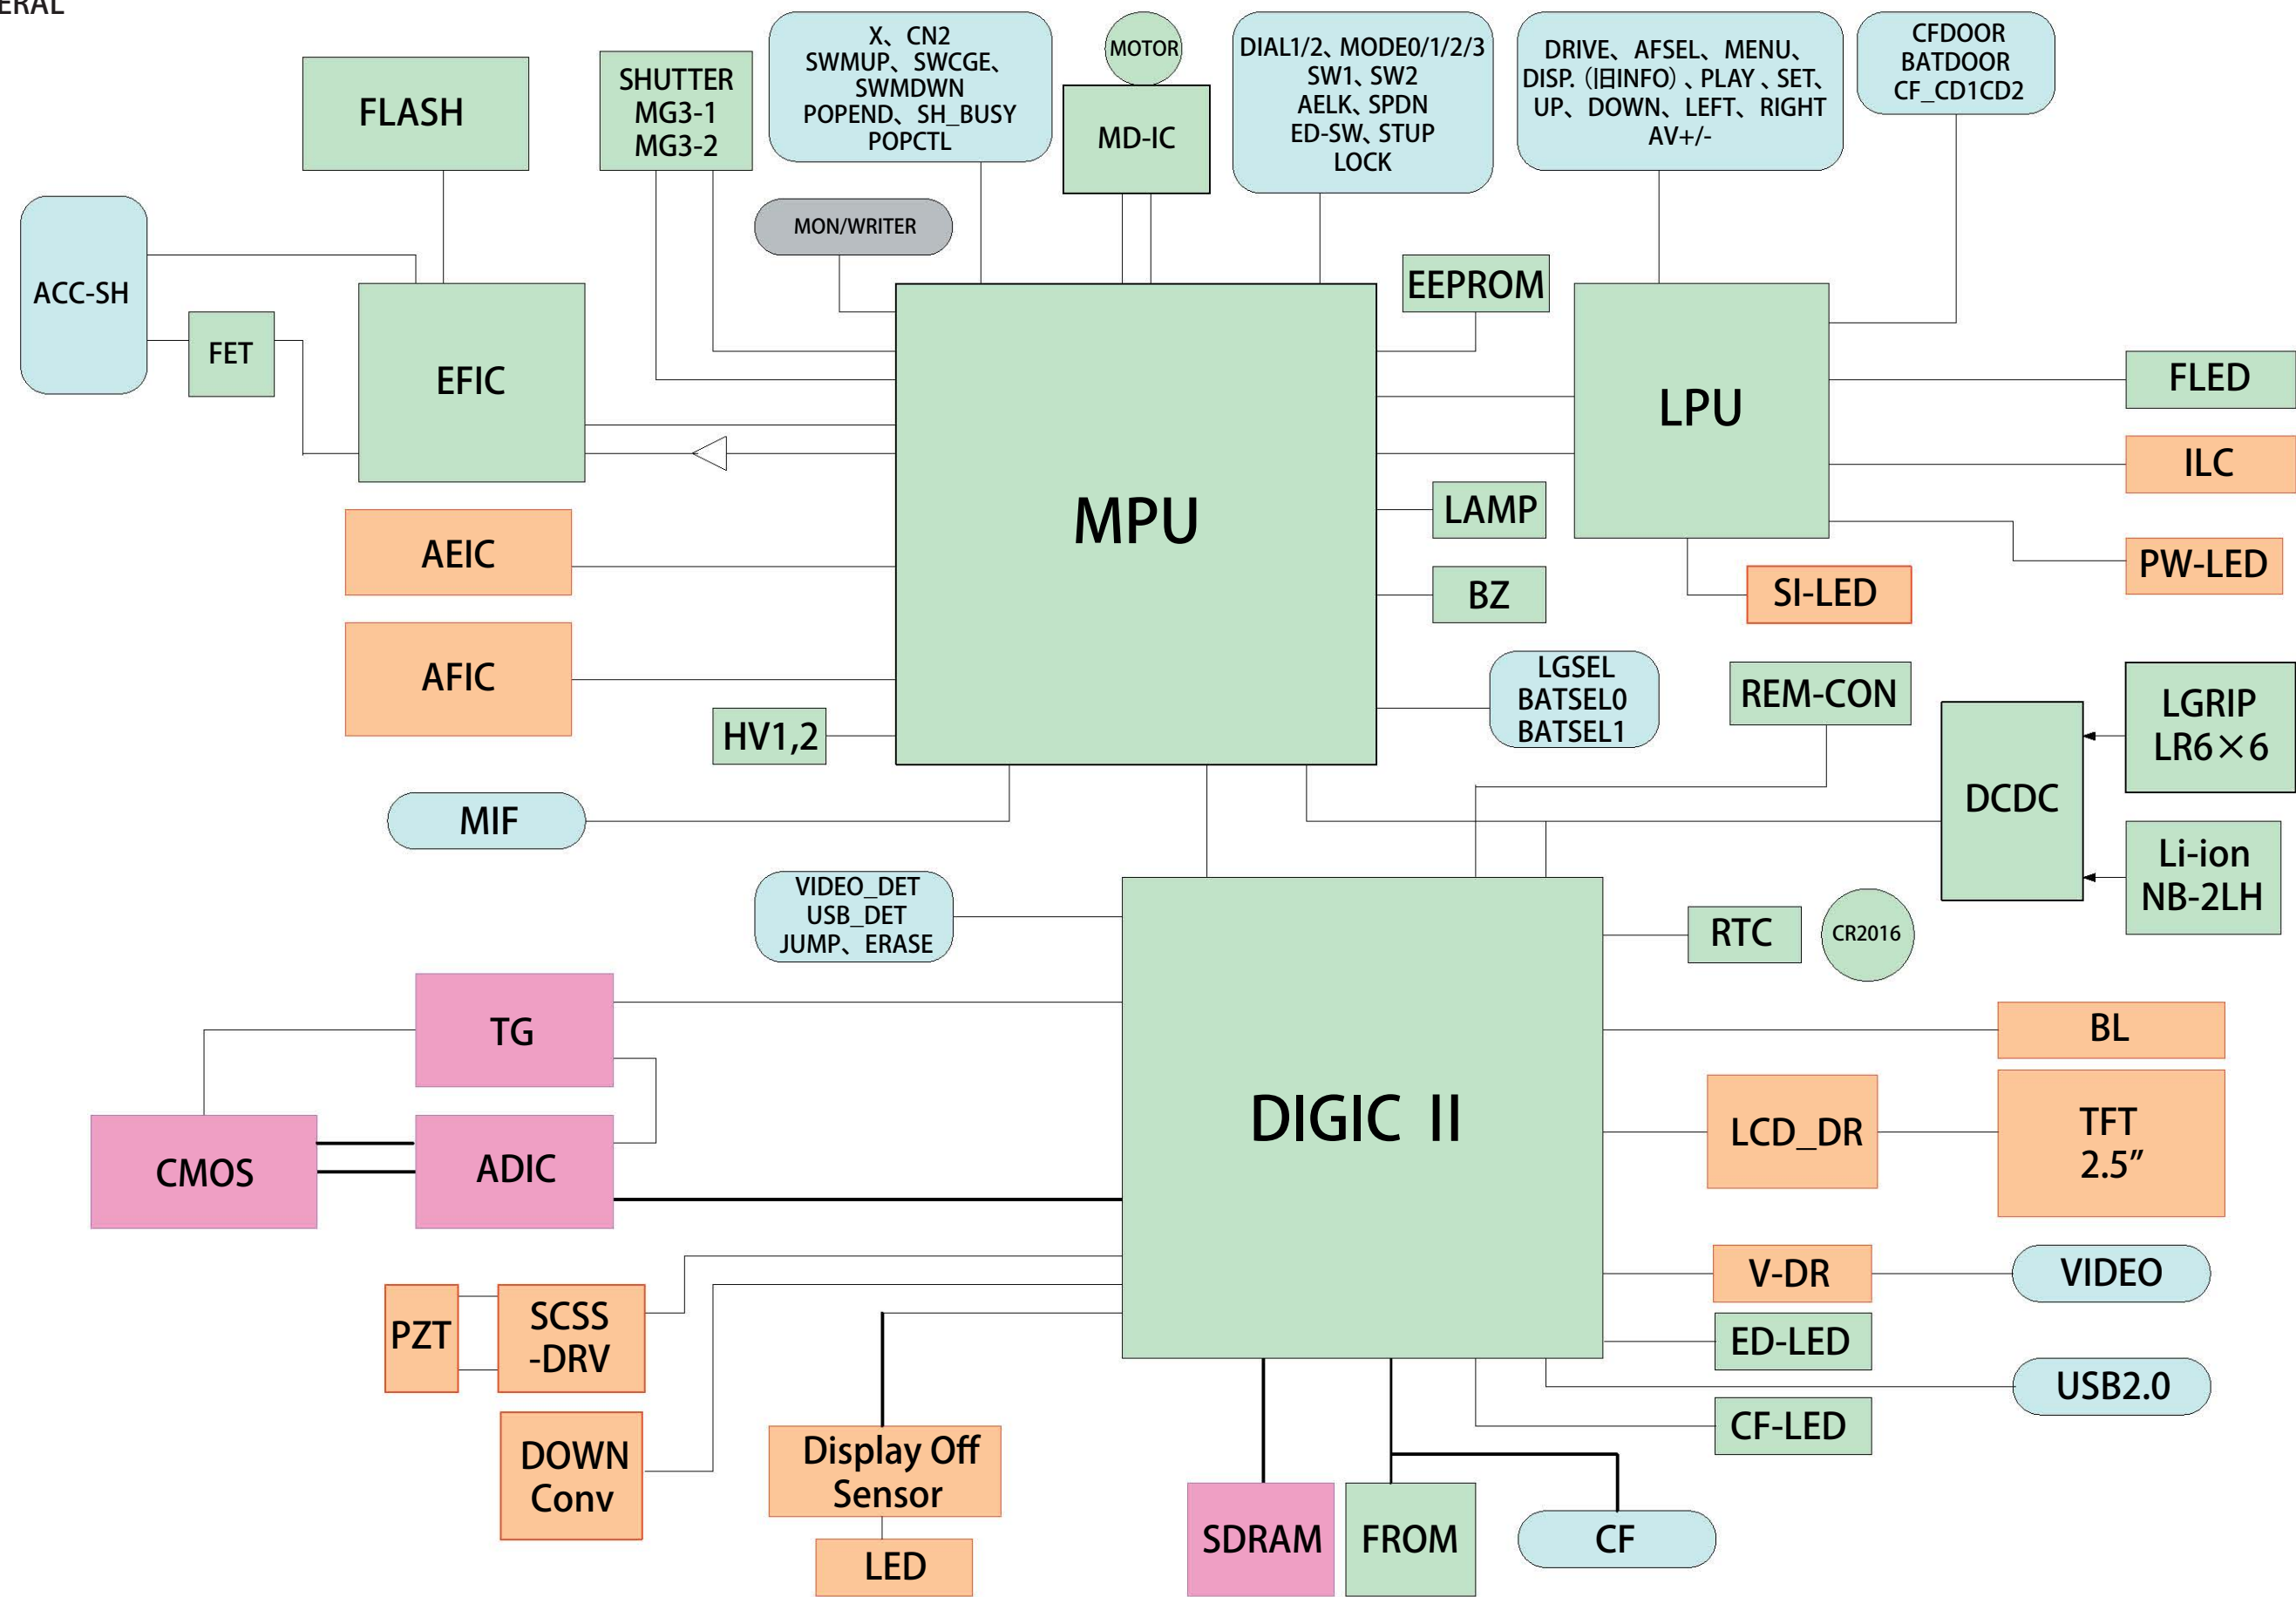 ERAL
FLASH
SHUTTER
MG3-1
MG3-2
X、CN2
SWMUP、SWCGE、
SWMDWN
POPEND、SH_BUSY
POPCTL
MOTOR
MD-IC
DIAL1/2、MODE0/1/2/3
SW1、SW2
AELK、SPDN
ED-SW、STUP
LOCK
DRIVE、AFSEL、MENU、
DISP.(旧INFO)、PLAY、SET、
UP、DOWN、LEFT、RIGHT
AV+/-
CFDOOR
BATDOOR
CF_CD1CD2
MON/WRITER
ACC-SH
FET
EFIC
MPU
EEPROM
LPU
FLED
ILC
PW-LED
SI-LED
LAMP
BZ
AEIC
AFIC
HV1,2
LGSEL
BATSEL0
BATSEL1
REM-CON
DCDC
LGRIP
LR6×6
Li-ion
NB-2LH
MIF
VIDEO_DET
USB_DET
JUMP、ERASE
DIGIC II
RTC
CR2016
TG
CMOS
ADIC
BL
LCD_DR
TFT
2.5″
V-DR
VIDEO
ED-LED
USB2.0
CF-LED
PZT
SCSS
-DRV
DOWN
Conv
Display Off
Sensor
LED
SDRAM
FROM
CF